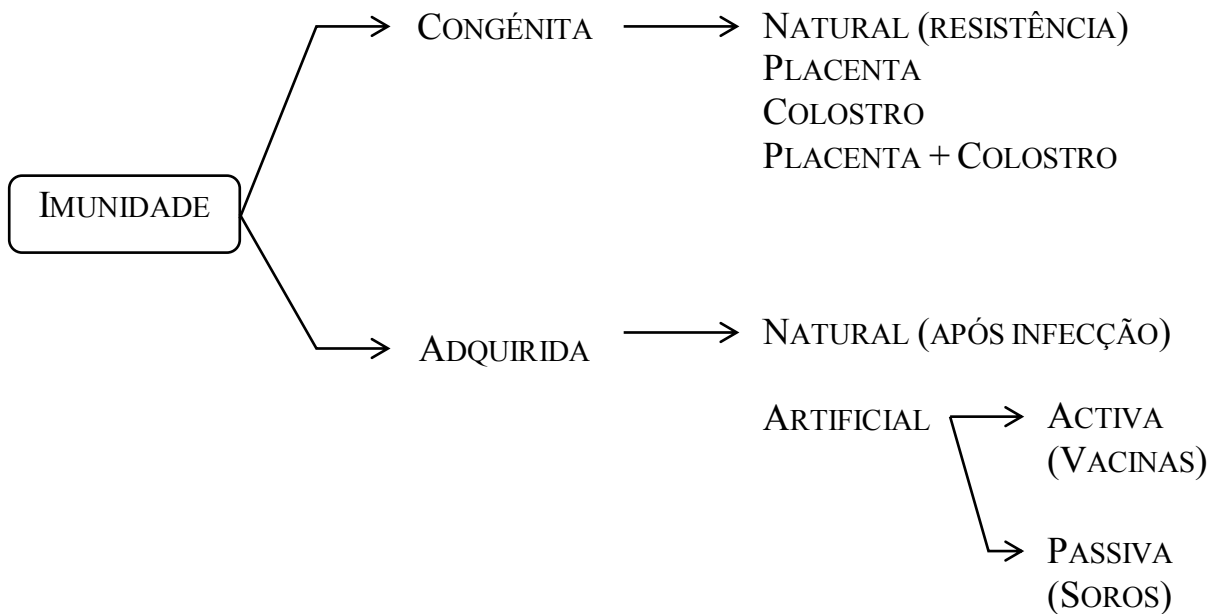 IMUNIDADE
CONGÉNITA
NATURAL (RESISTÊNCIA)
PLACENTA
COLOSTRO
PLACENTA + COLOSTRO
ADQUIRIDA
NATURAL (APÓS INFECÇÃO)
ARTIFICIAL
ACTIVA
(VACINAS)
PASSIVA
(SOROS)